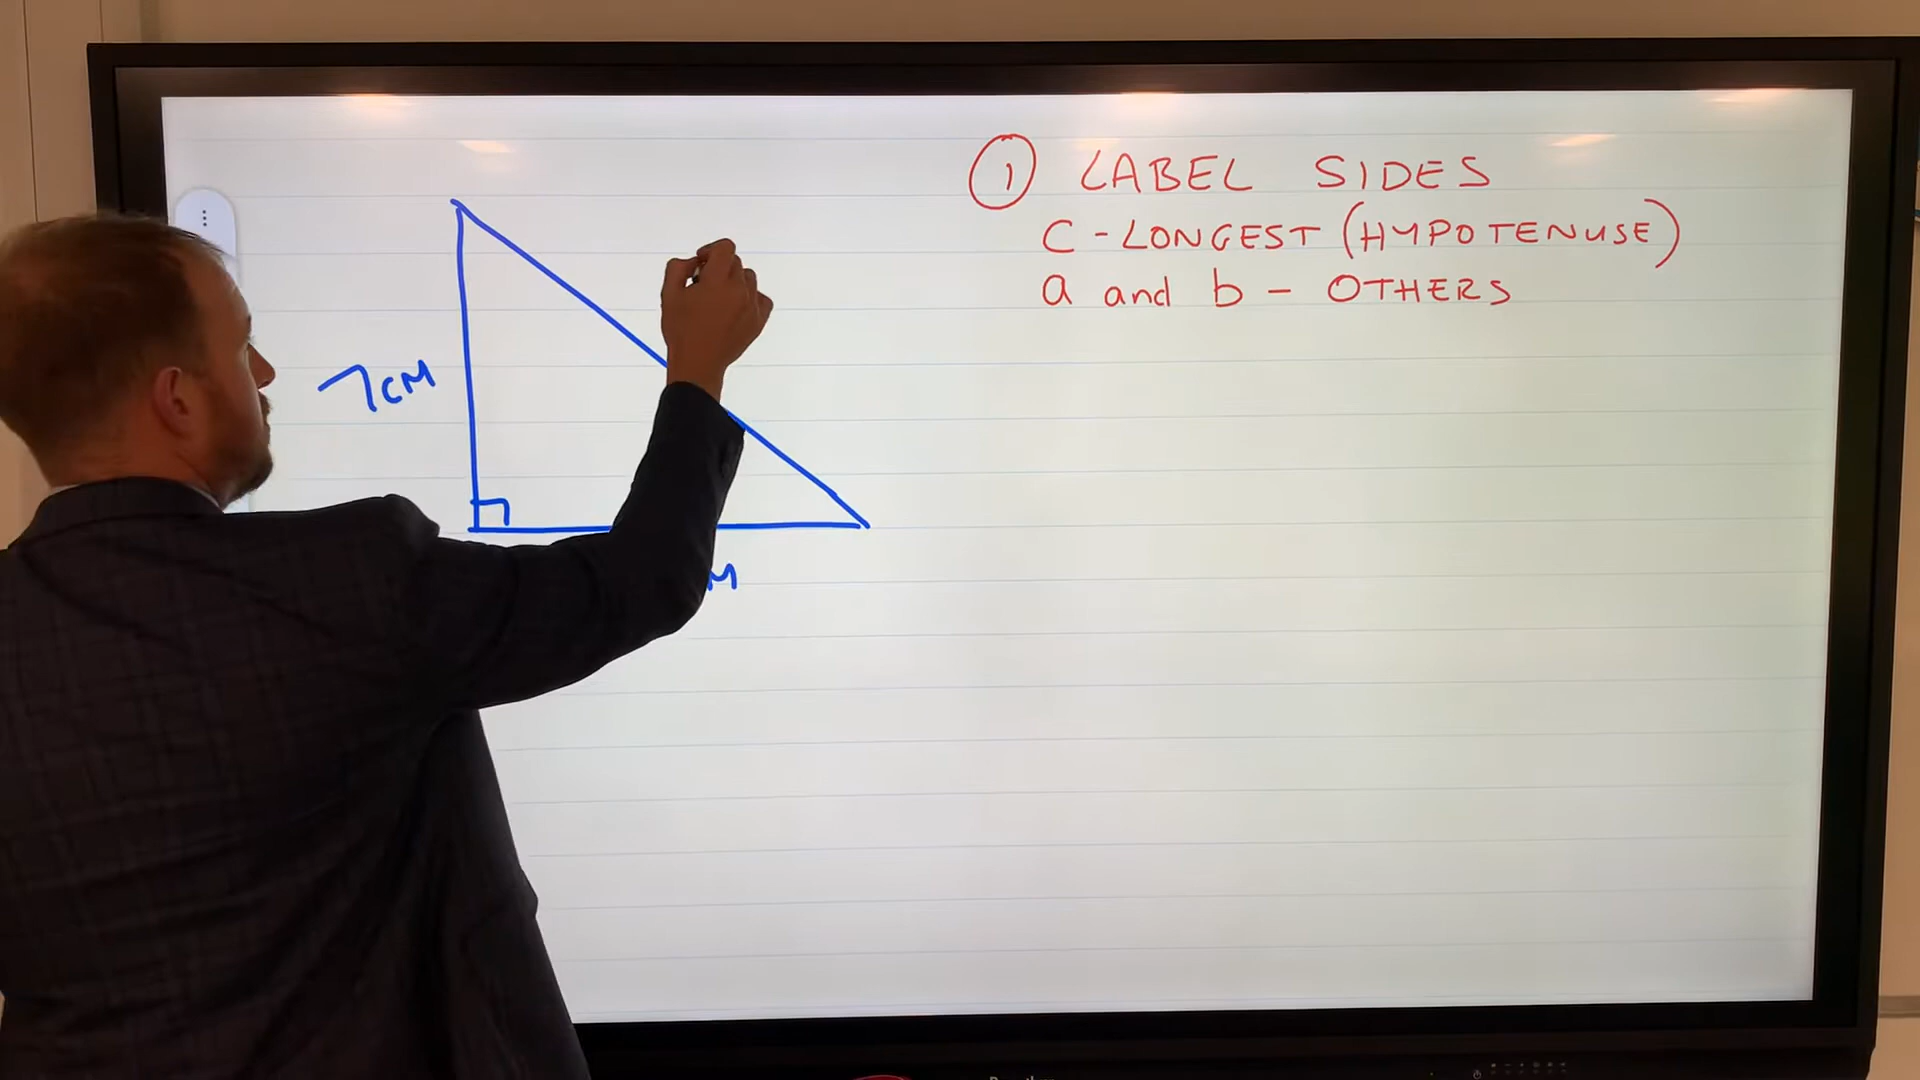 ① LABEL SIDES
C - LONGEST (HYPOTENUSE)
a and b - OTHERS
7CM
M